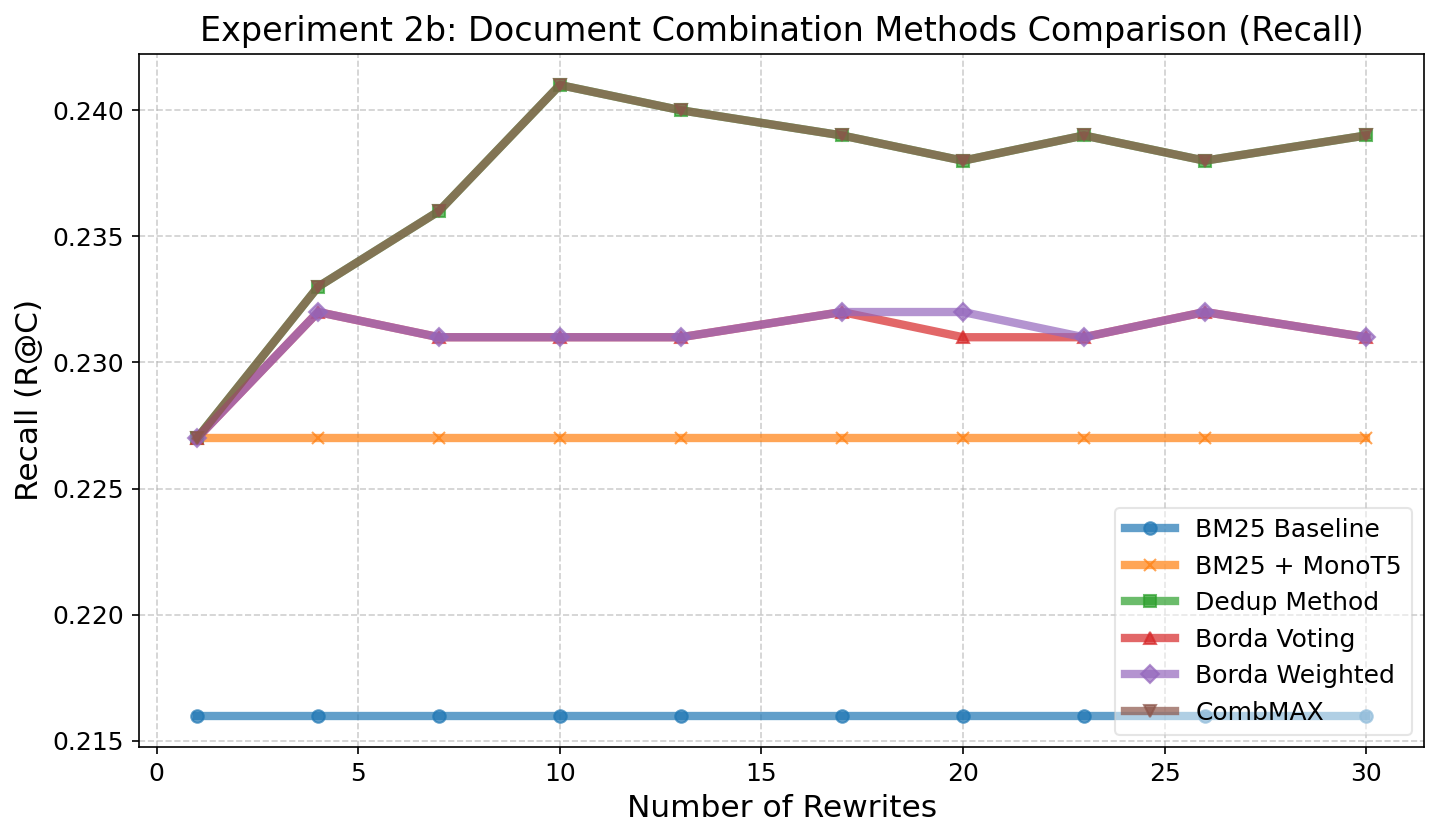 Experiment 2b: Document Combination Methods Comparison (Recall)
Recall (R@C)
0.240
0.235
0.230
0.225
0.220
0.215
0 5 10 15 20 25 30
Number of Rewrites
BM25 Baseline
BM25 + MonoT5
Dedup Method
Borda Voting
Borda Weighted
CombMAX